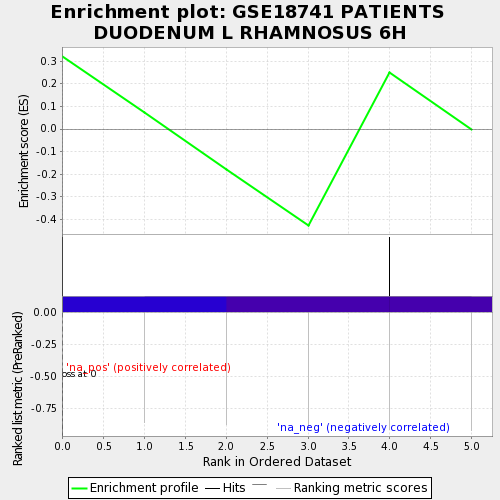 Enrichment plot: GSE18741 PATIENTS
DUODENUM L RHAMNOSUS 6H
Enrichment score (ES)
0.3
0.2
0.1
0.0
-0.1
-0.2
-0.3
-0.4
Ranked list metric (PreRanked)
0.00
-0.25
-0.50
-0.75
'na_pos' (positively correlated)
oss at 0
'na_neg' (negatively correlated)
0.0 0.5 1.0 1.5 2.0 2.5 3.0 3.5 4.0 4.5 5.0
Rank in Ordered Dataset
Enrichment profile Hits Ranking metric scores